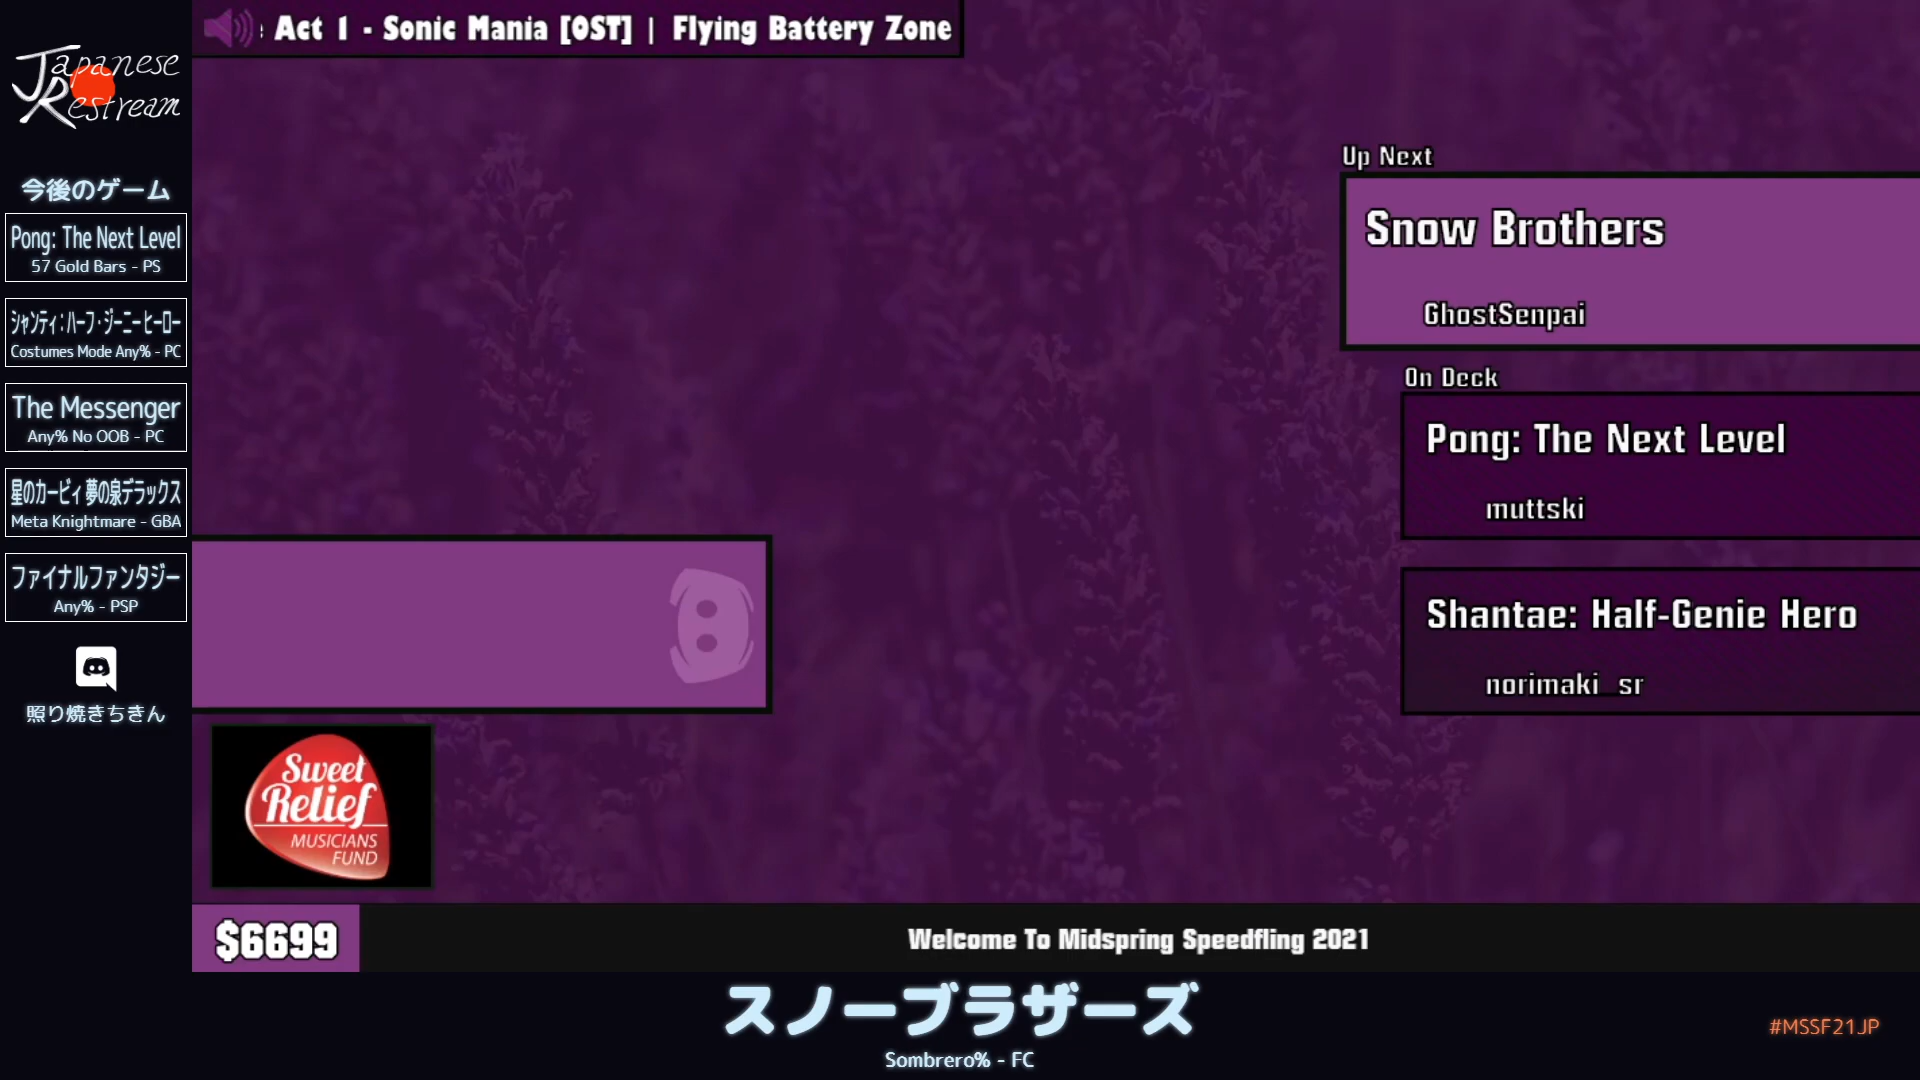 Japanese
Restream
今後のゲーム
Pong: The Next Level
57 Gold Bars - PS
シャンティ:ハーフ・ジーニーヒーロー
Costumes Mode Any% - PC
The Messenger
Any% No OOB - PC
星のカービィ 夢の泉デラックス
Meta Knightmare - GBA
ファイナルファンタジー
Any% - PSP
照り焼きちきん
Act 1 - Sonic Mania [OST] | Flying Battery Zone
Up Next
Snow Brothers
GhostSenpai
On Deck
Pong: The Next Level
muttski
Shantae: Half-Genie Hero
norimaki_sr
Sweet
Relief
MUSICIANS
FUND
$6699
Welcome To Midspring Speedfling 2021
スノーブラザーズ
Sombrero% - FC
#MSSF21JP